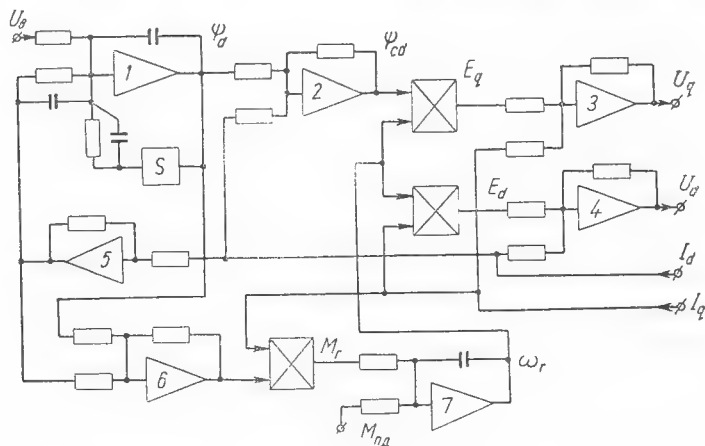 U_в Ψ_d Ψ_cd
1 2 E_q 3 U_q
S E_d 4 U_d
5 I_d
I_q
6 M_r ω_r
7
M_пд